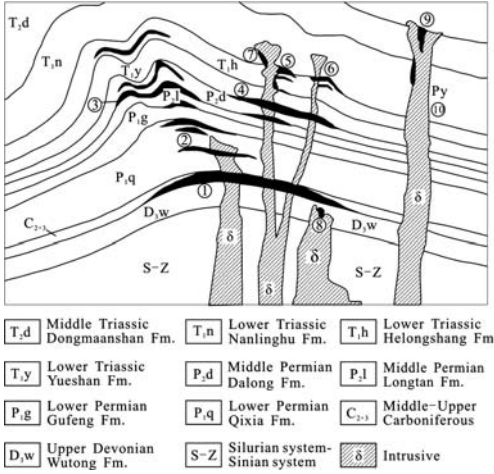 T₂d
T₁n
T₁y
T₁h
⑦
⑤
⑥
⑨
③
P₂l
④
P₂d
Py
⑩
P₁g
②
P₁q
①
D₃w
⑧
D₃w
C₂₊₃
δ
δ
δ
δ
S-Z
S-Z
T₂d Middle Triassic Dongmaanshan Fm.
T₁n Lower Triassic Nanlinghu Fm.
T₁h Lower Triassic Helongshang Fm.
T₁y Lower Triassic Yueshan Fm.
P₂d Middle Permian Dalong Fm.
P₂l Middle Permian Longtan Fm.
P₁g Lower Permian Gufeng Fm.
P₁q Lower Permian Qixia Fm.
C₂₊₃ Middle-Upper Carboniferous
D₃w Upper Devonian Wutong Fm.
S-Z Silurian system-Sinian system
δ Intrusive